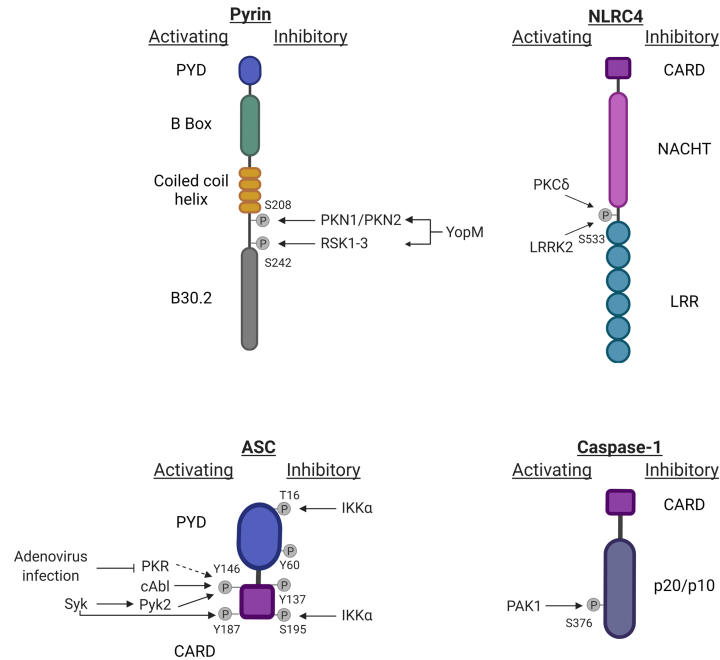 Pyrin
Activating Inhibitory
PYD
B Box
Coiled coil
helix
S208
P PKN1/PKN2
YopM
P RSK1-3
S242
B30.2
NLRC4
Activating Inhibitory
CARD
NACHT
PKCδ
P
S533
LRRK2
LRR
ASC
Activating Inhibitory
T16
P IKKα
PYD
P
Y60
Adenovirus
infection
PKR
Y146
cAbl
P P
Y137
Syk Pyk2
P P IKKα
Y187 S195
CARD
Caspase-1
Activating Inhibitory
CARD
p20/p10
PAK1 P
S376